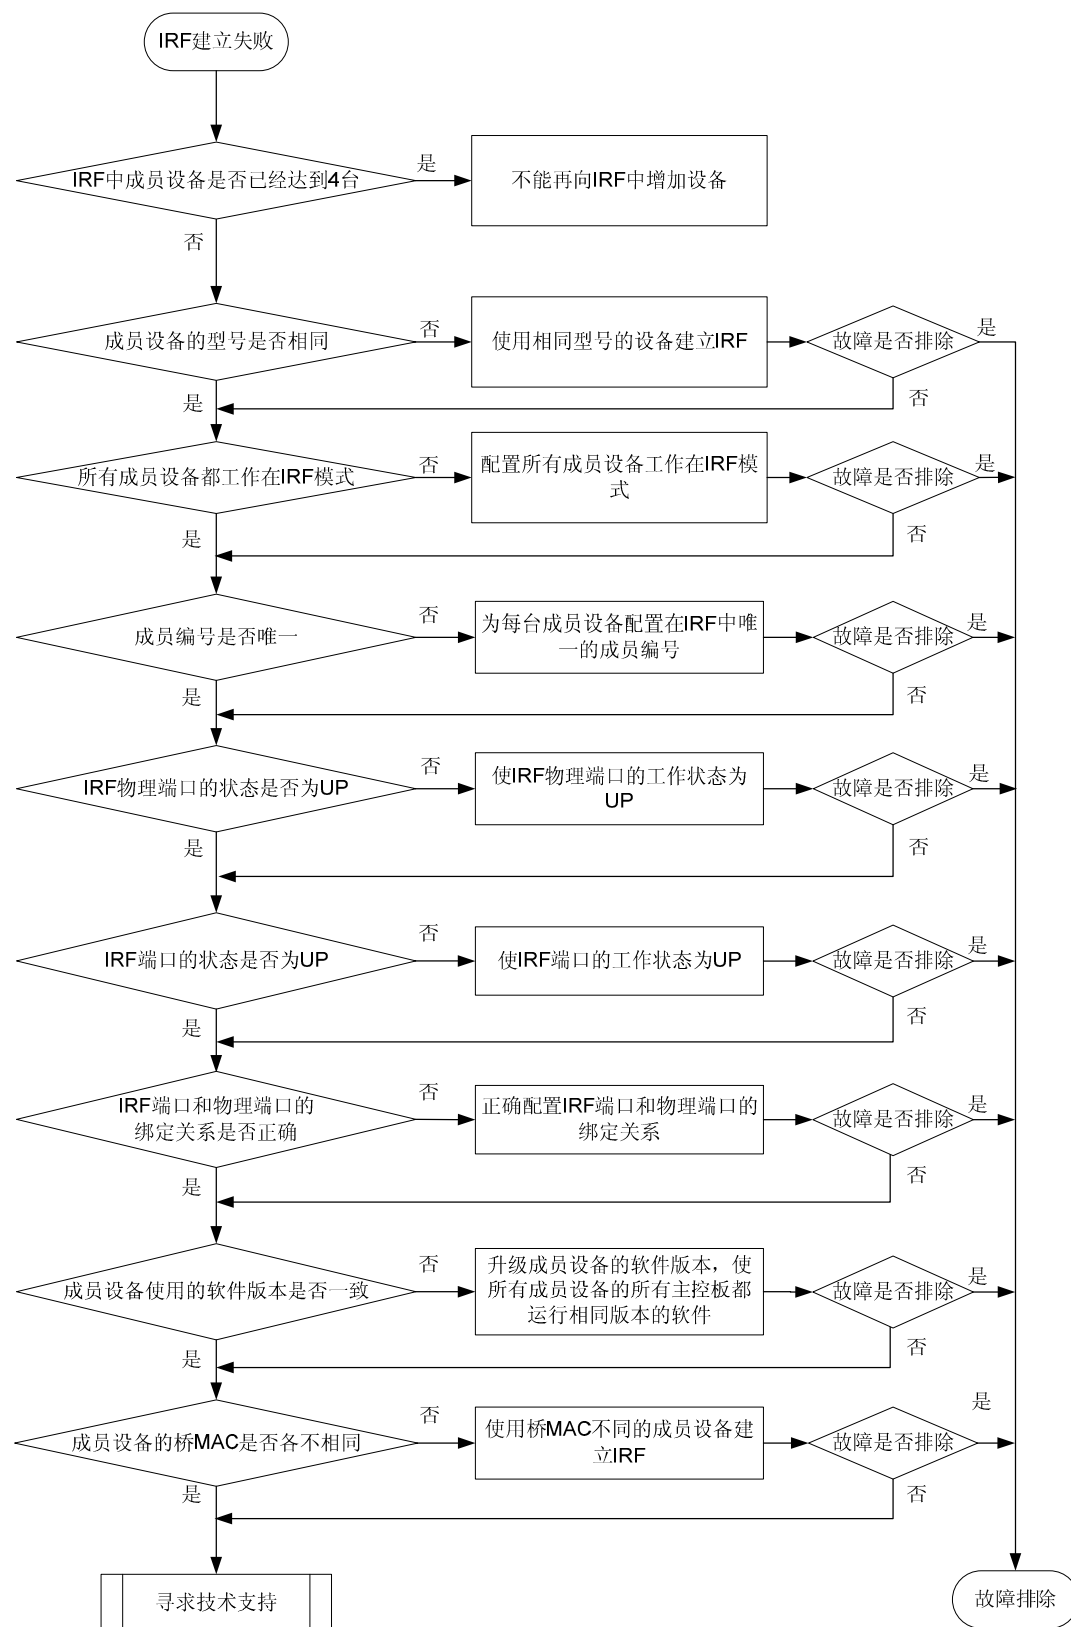 IRF建立失败
IRF中成员设备是否已经达到4台
是
不能再向IRF中增加设备
否
成员设备的型号是否相同
否
使用相同型号的设备建立IRF
故障是否排除
是
是
否
所有成员设备都工作在IRF模式
否
配置所有成员设备工作在IRF模
式
故障是否排除
是
是
否
成员编号是否唯一
否
为每台成员设备配置在IRF中唯
一的成员编号
故障是否排除
是
是
否
IRF物理端口的状态是否为UP
否
使IRF物理端口的工作状态为
UP
故障是否排除
是
是
否
IRF端口的状态是否为UP
否
使IRF端口的工作状态为UP
故障是否排除
是
是
否
IRF端口和物理端口的
绑定关系是否正确
否
正确配置IRF端口和物理端口的
绑定关系
故障是否排除
是
是
否
成员设备使用的软件版本是否一致
否
升级成员设备的软件版本，使
所有成员设备的所有主控板都
运行相同版本的软件
故障是否排除
是
是
否
成员设备的桥MAC是否各不相同
否
使用桥MAC不同的成员设备建
立IRF
故障是否排除
是
是
否
寻求技术支持
故障排除